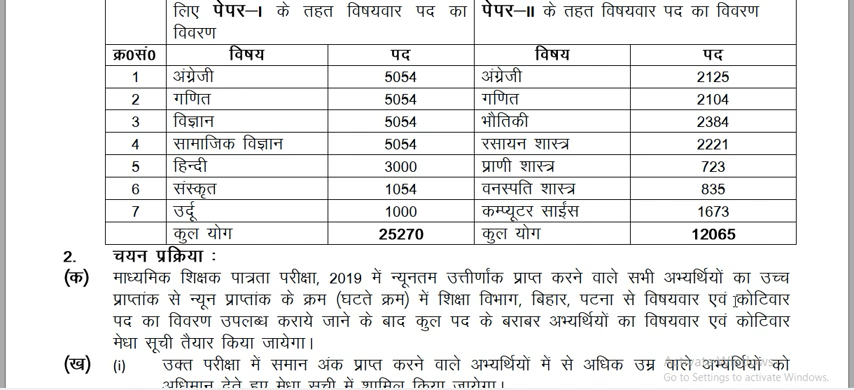 लिए पेपर–I के तहत विषयवार पद का विवरण पेपर–II के तहत विषयवार पद का विवरण
क्र0सं0 विषय पद विषय पद
1 अंग्रेजी 5054 अंग्रेजी 2125
2 गणित 5054 गणित 2104
3 विज्ञान 5054 भौतिकी 2384
4 सामाजिक विज्ञान 5054 रसायन शास्त्र 2221
5 हिन्दी 3000 प्राणी शास्त्र 723
6 संस्कृत 1054 वनस्पति शास्त्र 835
7 उर्दू 1000 कम्प्यूटर साईंस 1673
कुल योग 25270 कुल योग 12065
2. चयन प्रक्रिया :
(क) माध्यमिक शिक्षक पात्रता परीक्षा, 2019 में न्यूनतम उत्तीर्णांक प्राप्त करने वाले सभी अभ्यर्थियों का उच्च
प्राप्तांक से न्यून प्राप्तांक के क्रम (घटते क्रम) में शिक्षा विभाग, बिहार, पटना से विषयवार एवं कोटिवार
पद का विवरण उपलब्ध कराये जाने के बाद कुल पद के बराबर अभ्यर्थियों का विषयवार एवं कोटिवार
मेधा सूची तैयार किया जायेगा।
(ख) (i) उक्त परीक्षा में समान अंक प्राप्त करने वाले अभ्यर्थियों में से अधिक उम्र वाले अभ्यर्थियों को
अधिमान देते हुए मेधा सूची में शामिल किया जायेगा।
Activate Windows
Go to Settings to activate Windows.